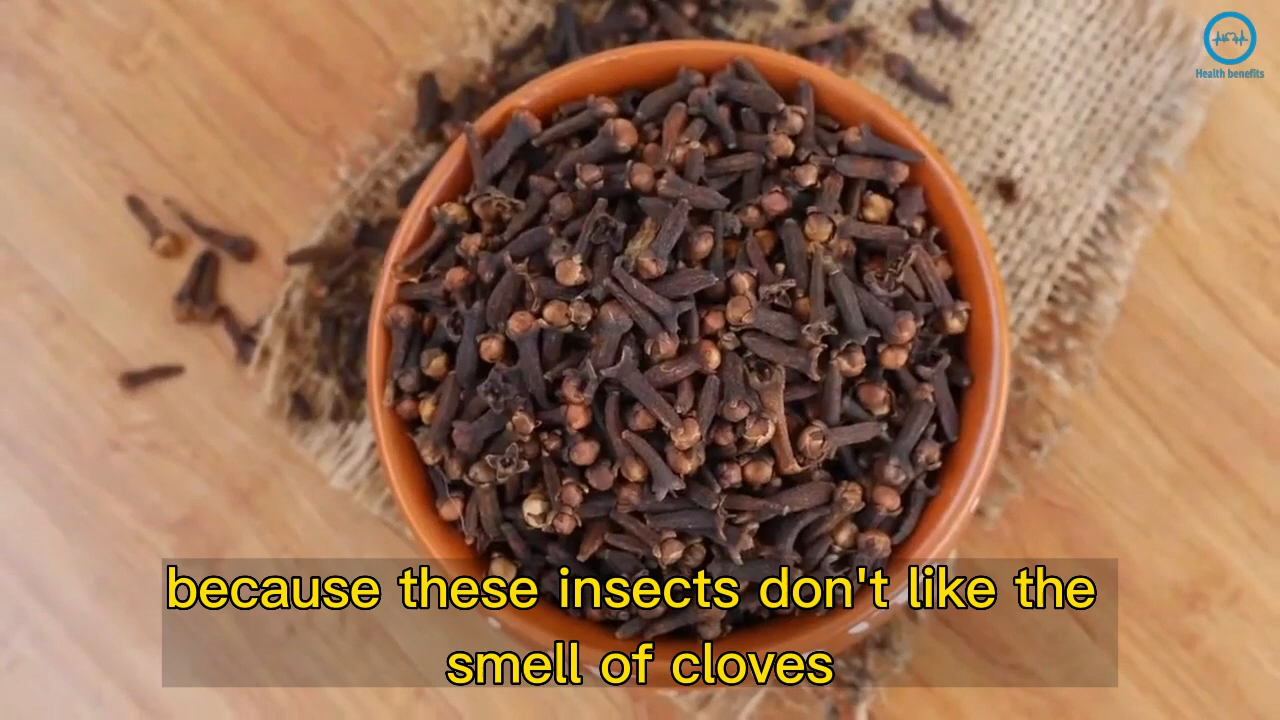 Health benefits
because these insects don't like the
smell of cloves